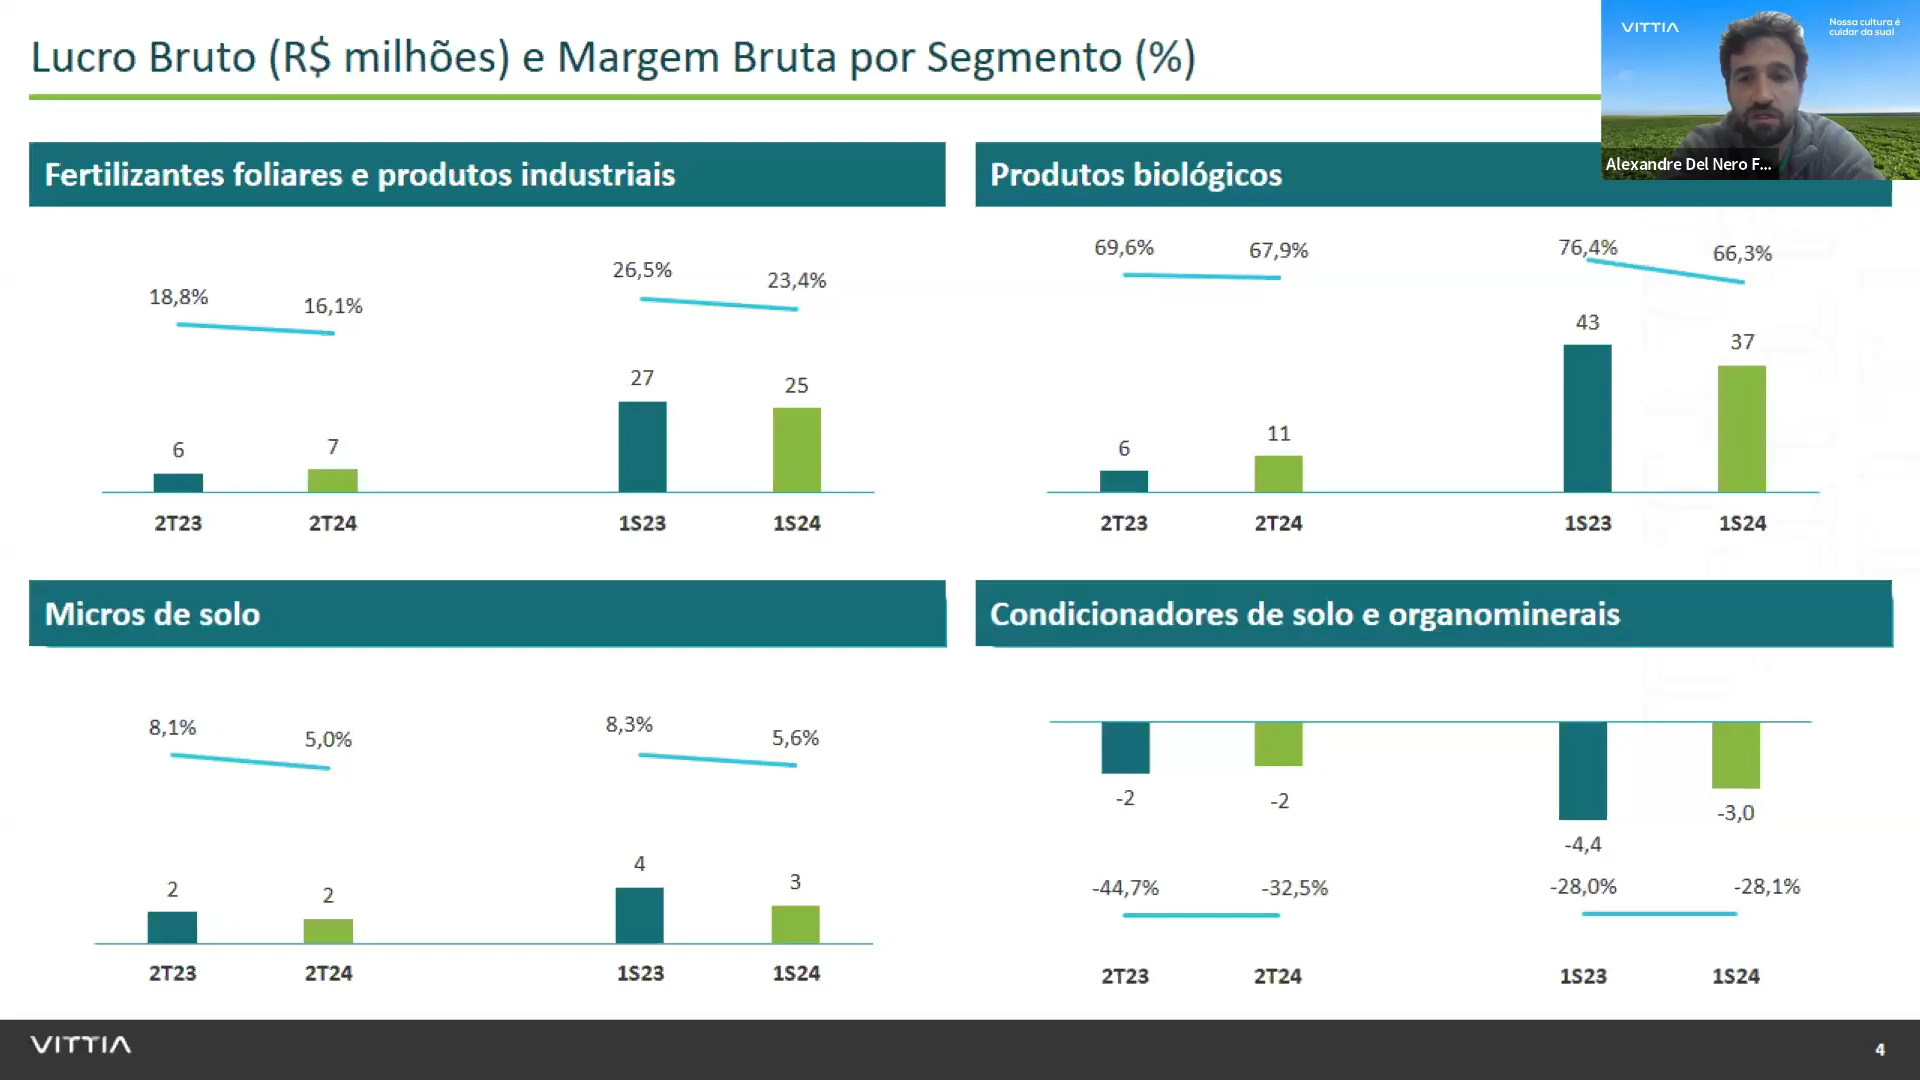 Lucro Bruto (R$ milhões) e Margem Bruta por Segmento (%)
VITTIA
Nossa cultura é
cuidar da sua!
Alexandre Del Nero F...
Fertilizantes foliares e produtos industriais
18,8%
16,1%
26,5%
23,4%
6
7
27
25
2T23
2T24
1S23
1S24
Produtos biológicos
69,6%
67,9%
76,4%
66,3%
6
11
43
37
2T23
2T24
1S23
1S24
Micros de solo
8,1%
5,0%
8,3%
5,6%
2
2
4
3
2T23
2T24
1S23
1S24
Condicionadores de solo e organominerais
-2
-2
-4,4
-3,0
-44,7%
-32,5%
-28,0%
-28,1%
2T23
2T24
1S23
1S24
VITTIA
4